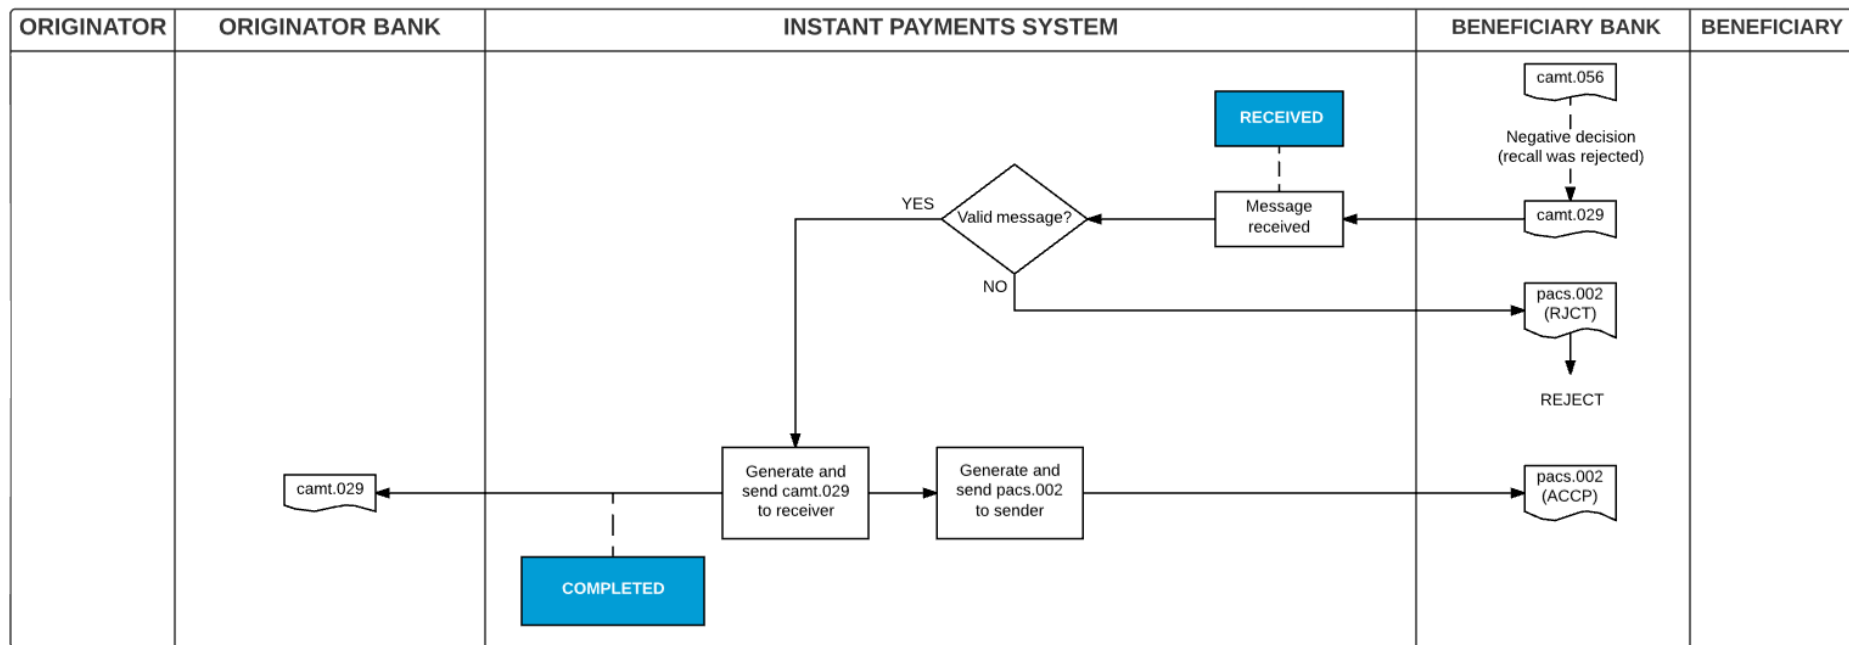 ORIGINATOR
ORIGINATOR BANK
INSTANT PAYMENTS SYSTEM
BENEFICIARY BANK
BENEFICIARY
camt.056
RECEIVED
Negative decision
(recall was rejected)
YES
Valid message?
Message
received
camt.029
NO
pacs.002
(RJCT)
REJECT
camt.029
Generate and
send camt.029
to receiver
Generate and
send pacs.002
to sender
pacs.002
(ACCP)
COMPLETED